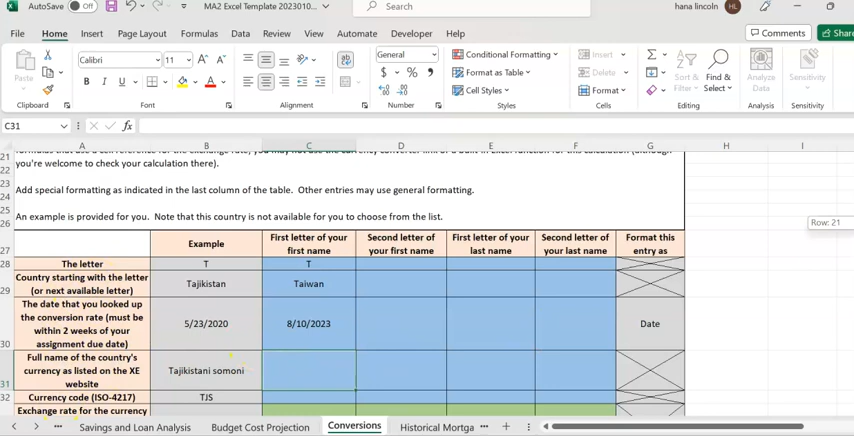 AutoSave Off MA2 Excel Template 2023010... Search hana lincoln HL
File Home Insert Page Layout Formulas Data Review View Automate Developer Help Comments Share
Paste Calibri 11 General Conditional Formatting Insert Sort & Filter Find & Select Analyze Data Sensitivity
Format as Table Delete
Cell Styles Format
Clipboard Font Alignment Number Styles Cells Editing Analysis Sensitivity
C31 fx
A B C D E F G H I
21
22 you're welcome to check your calculation there).
23
24 Add special formatting as indicated in the last column of the table. Other entries may use general formatting.
25
26 An example is provided for you. Note that this country is not available for you to choose from the list.
Row: 21
27 Example First letter of your first name Second letter of your first name First letter of your last name Second letter of your last name Format this entry as
28 The letter T T
29 Country starting with the letter (or next available letter) Tajikistan Taiwan
30 The date that you looked up the conversion rate (must be within 2 weeks of your assignment due date) 5/23/2020 8/10/2023 Date
31 Full name of the country's currency as listed on the XE website Tajikistani somoni
32 Currency code (ISO-4217) TJS
Exchange rate for the currency
Savings and Loan Analysis Budget Cost Projection Conversions Historical Mortga